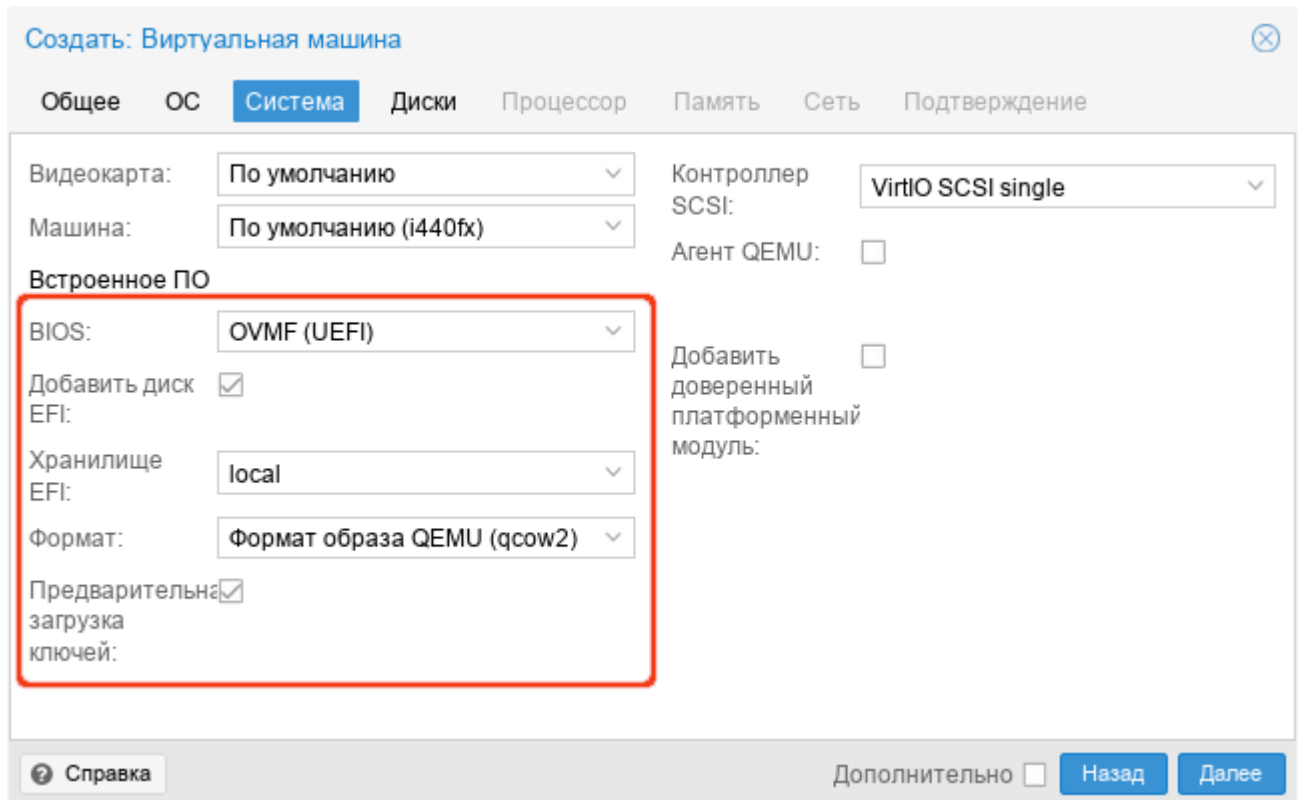 Создать: Виртуальная машина
Общее ОС Система Диски Процессор Память Сеть Подтверждение
Видеокарта: По умолчанию
Машина: По умолчанию (i440fx)
Встроенное ПО
BIOS: OVMF (UEFI)
Добавить диск
EFI:
Хранилище
EFI:
local
Формат: Формат образа QEMU (qcow2)
Предварительна
загрузка
ключей:
Контроллер
SCSI:
VirtIO SCSI single
Агент QEMU:
Добавить
доверенный
платформенный
модуль:
Справка
Дополнительно Назад Далее